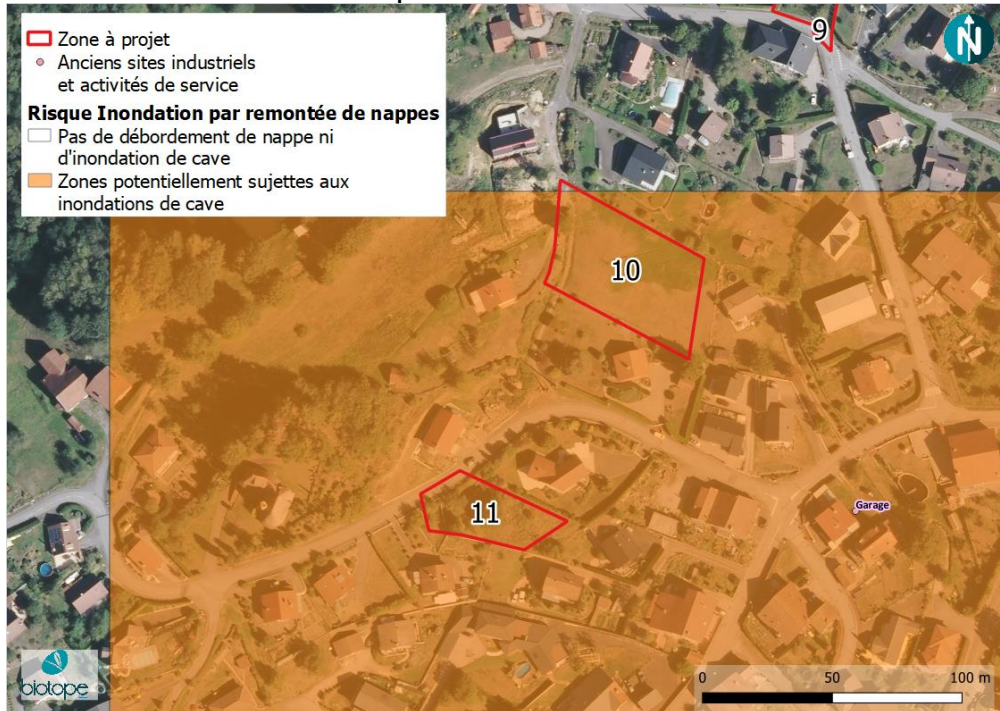 Zone à projet
Anciens sites industriels
et activités de service
Risque Inondation par remontée de nappes
Pas de débordement de nappe ni
d'inondation de cave
Zones potentiellement sujettes aux
inondations de cave
9
N
10
11
Garage
biotope
0 50 100 m